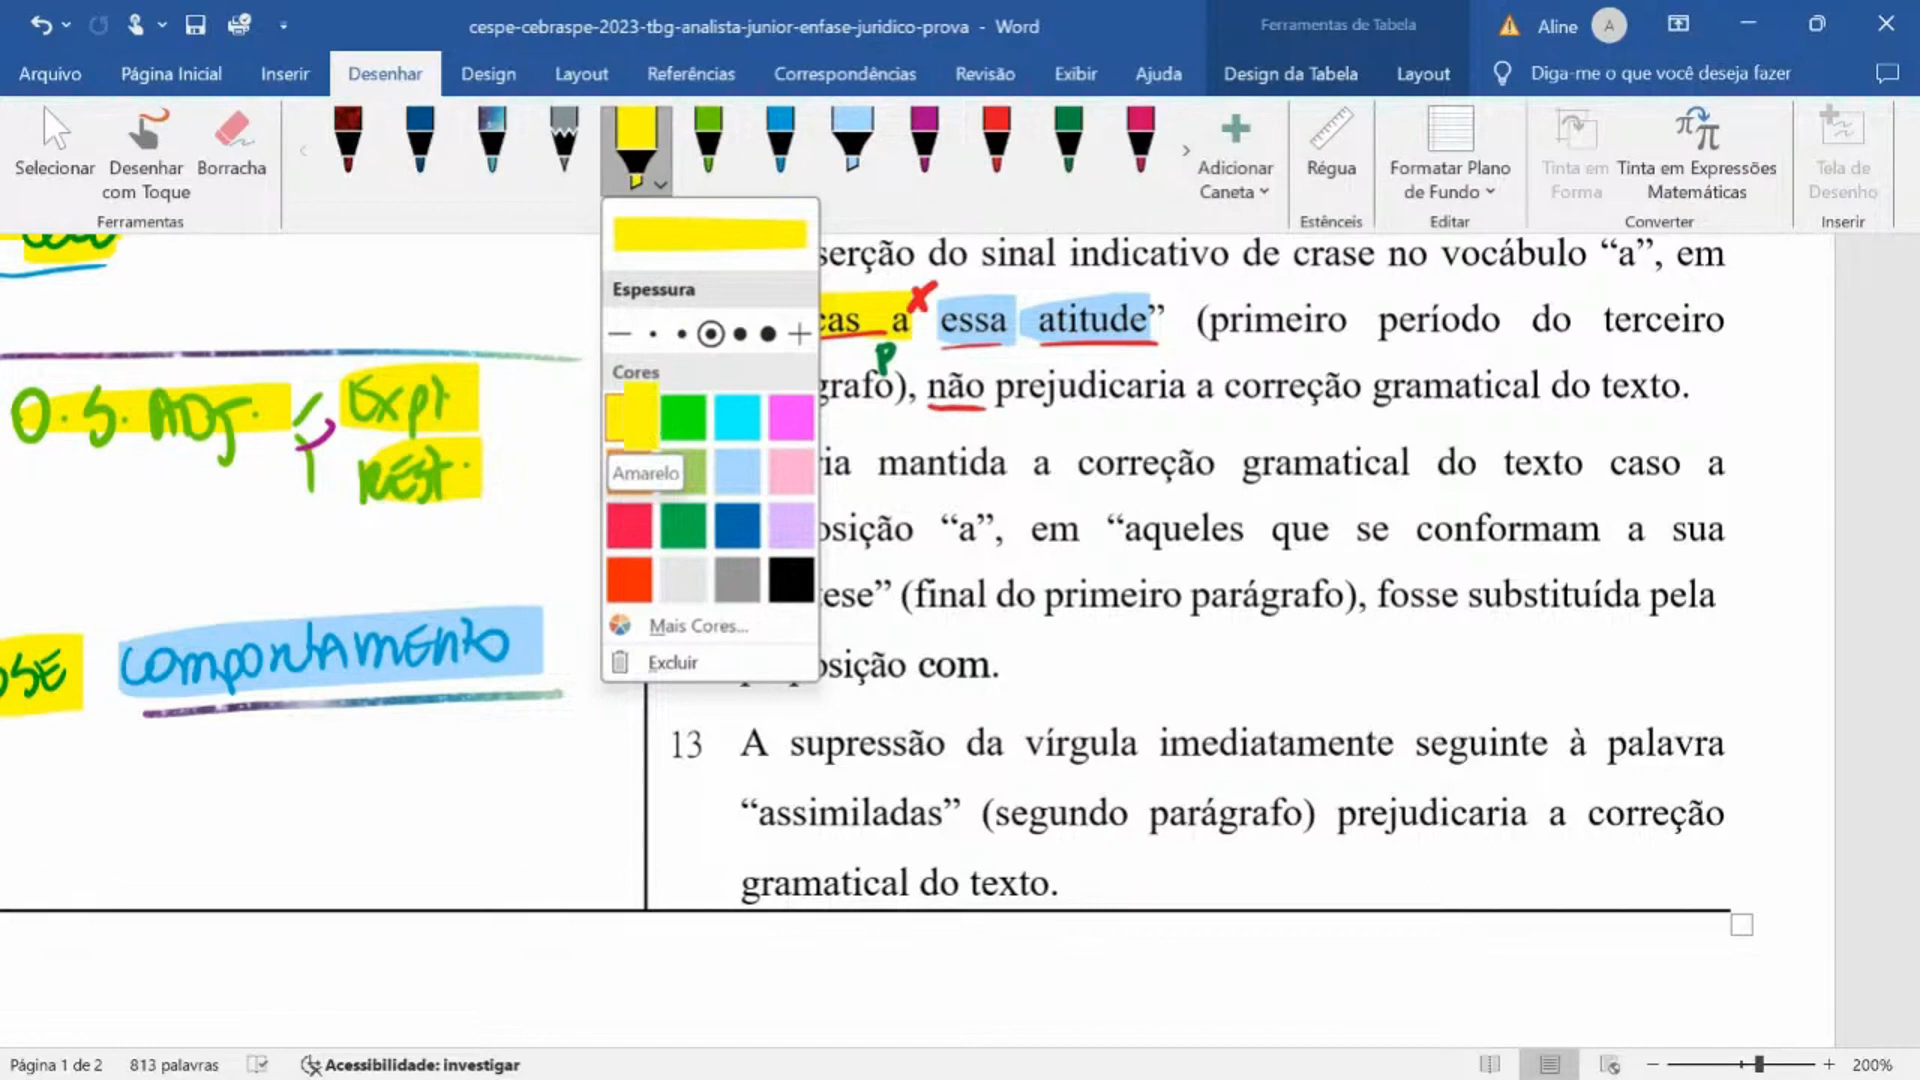 cespe-cebraspe-2023-tbg-analista-junior-enfase-juridico-prova - Word
Ferramentas de Tabela
Aline
A
Arquivo Página Inicial Inserir Desenhar Design Layout Referências Correspondências Revisão Exibir Ajuda Design da Tabela Layout Diga-me o que você deseja fazer
Selecionar
Desenhar com Toque
Borracha
Ferramentas
Adicionar Caneta
Régua
Estênceis
Formatar Plano de Fundo
Editar
Tinta em Forma
Tinta em Expressões Matemáticas
Converter
Tela de Desenho
Inserir
Espessura
Cores
Amarelo
Mais Cores...
Excluir
O. S. ADJ.
Expl
REST.
OSE comportamento
serção do sinal indicativo de crase no vocábulo “a”, em
cas a essa atitude” (primeiro período do terceiro
P
grafo), não prejudicaria a correção gramatical do texto.
ia mantida a correção gramatical do texto caso a
osição “a”, em “aqueles que se conformam a sua
tese” (final do primeiro parágrafo), fosse substituída pela
osição com.
13 A supressão da vírgula imediatamente seguinte à palavra
“assimiladas” (segundo parágrafo) prejudicaria a correção
gramatical do texto.
Página 1 de 2 813 palavras Acessibilidade: investigar 200%